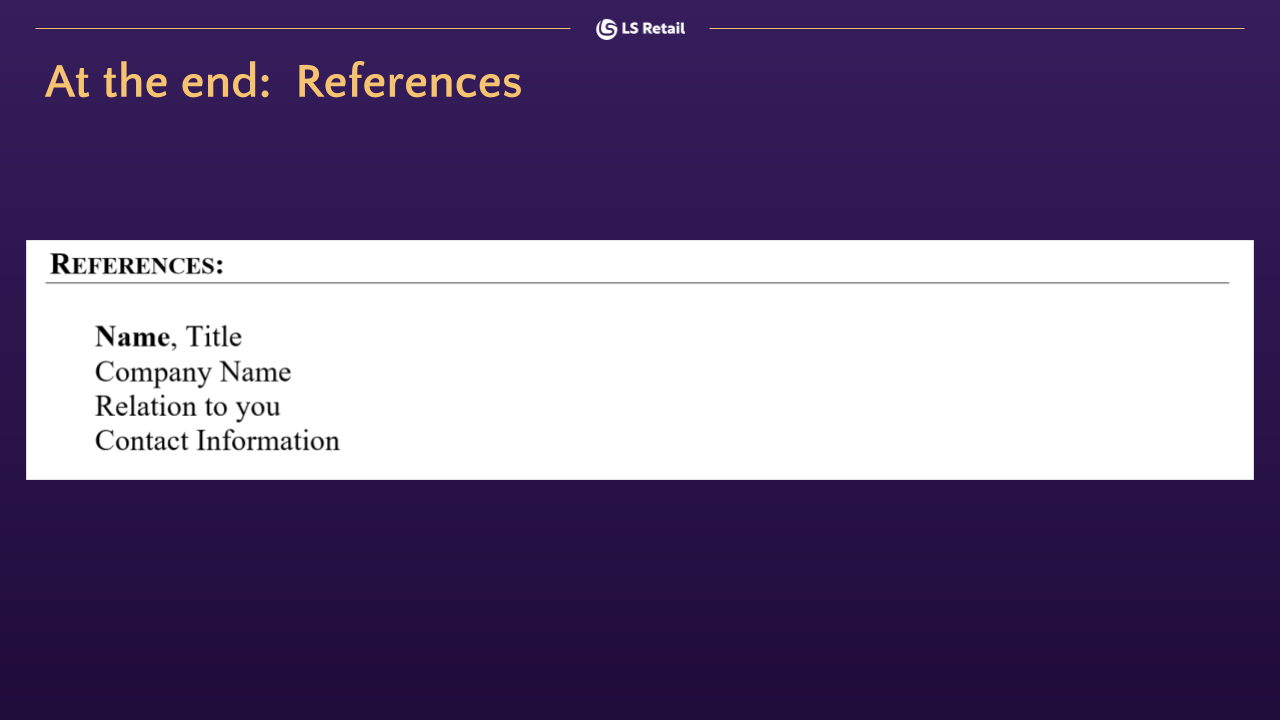 LS Retail
At the end: References
REFERENCES:
Name, Title
Company Name
Relation to you
Contact Information